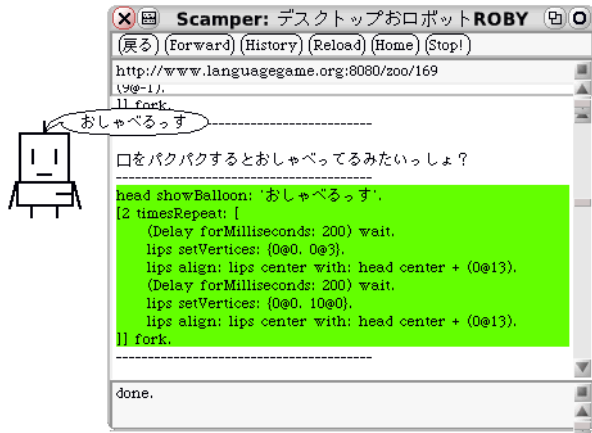 Scamper: デスクトップおロボットROBY
(戻る) (Forward) (History) (Reload) (Home) (Stop!)
http://www.languagegame.org:8080/zoo/169
(9@-1).
]] fork.
おしゃべるっす
----------------------------------------
口をパクパクするとおしゃべってるみたいっしょ？
----------------------------------------
head showBalloon: 'おしゃべるっす'.
[2 timesRepeat: [
(Delay forMilliseconds: 200) wait.
lips setVertices: {0@0. 0@3}.
lips align: lips center with: head center + (0@13).
(Delay forMilliseconds: 200) wait.
lips setVertices: {0@0. 10@0}.
lips align: lips center with: head center + (0@13).
]] fork.
----------------------------------------
done.